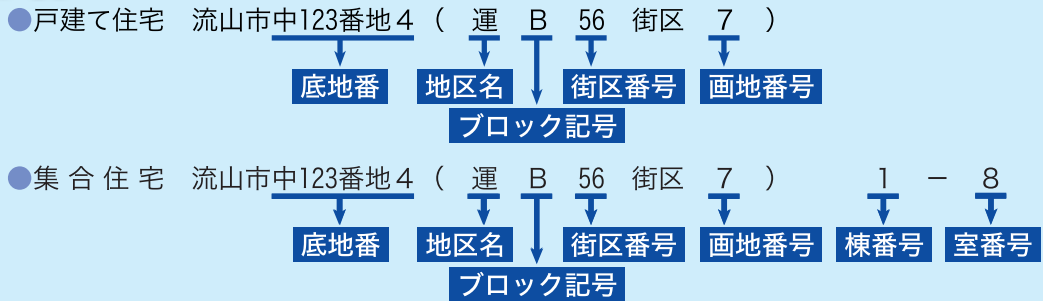 ●戸建て住宅 流山市中123番地4（ 運 B 56 街区 7 ）
底地番 地区名 街区番号 画地番号
ブロック記号
●集合住宅 流山市中123番地4（ 運 B 56 街区 7 ） 1 － 8
底地番 地区名 街区番号 画地番号 棟番号 室番号
ブロック記号